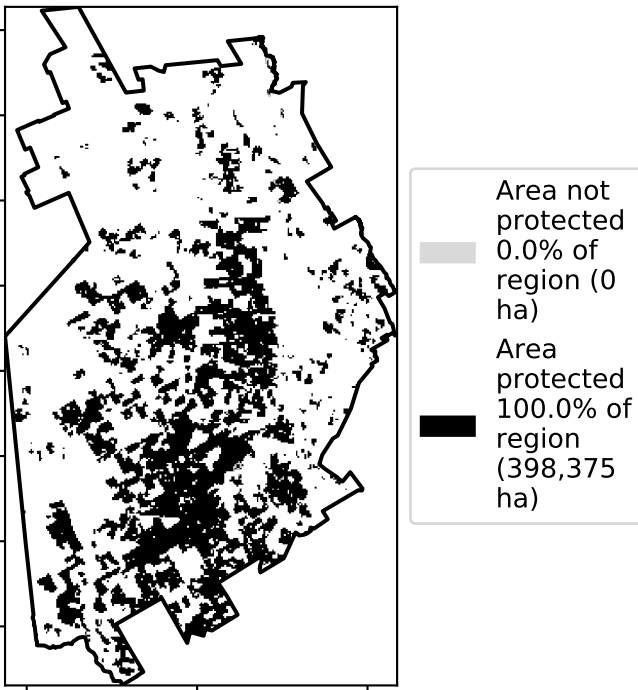 Area not
protected
0.0% of
region (0
ha)
Area
protected
100.0% of
region
(398,375
ha)